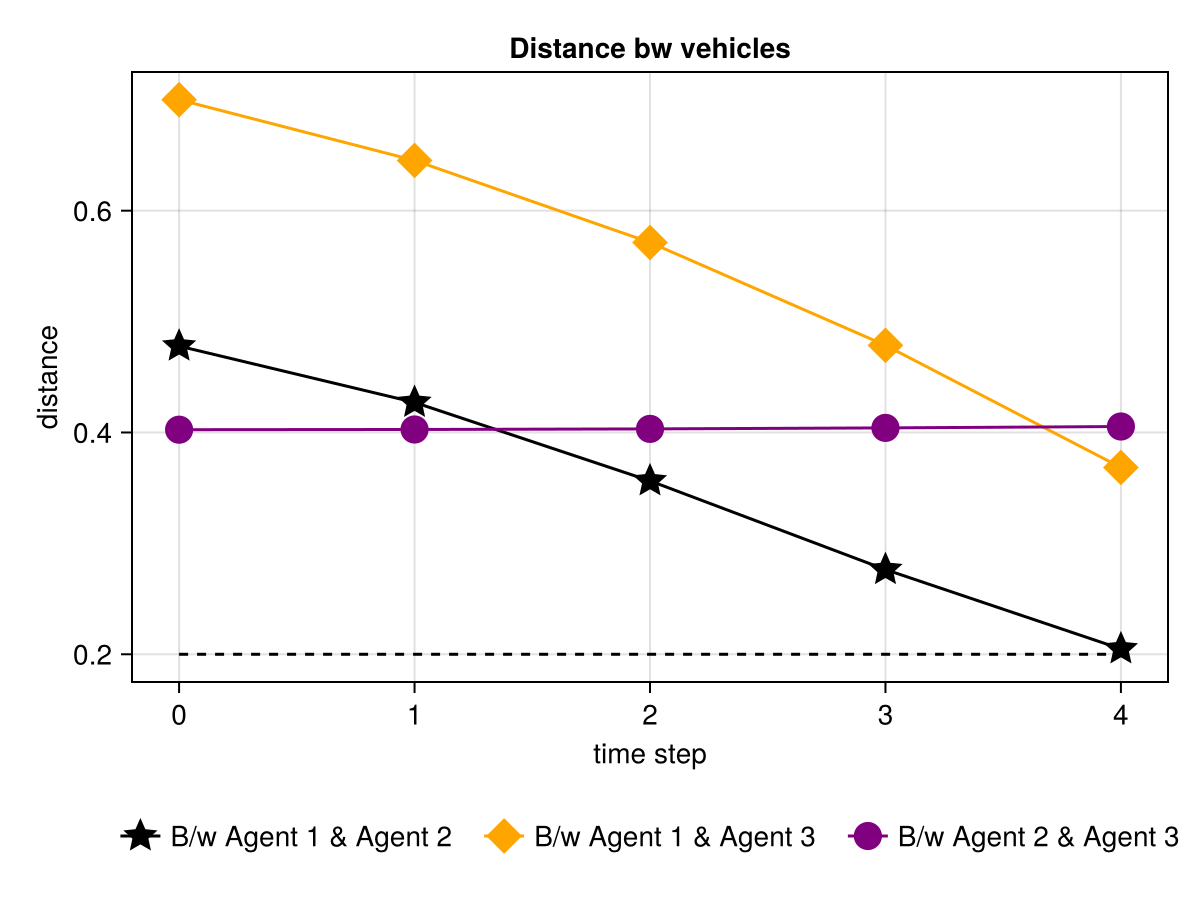 Distance bw vehicles
distance
0.6
0.4
0.2
0 1 2 3 4
time step
B/w Agent 1 & Agent 2 B/w Agent 1 & Agent 3 B/w Agent 2 & Agent 3